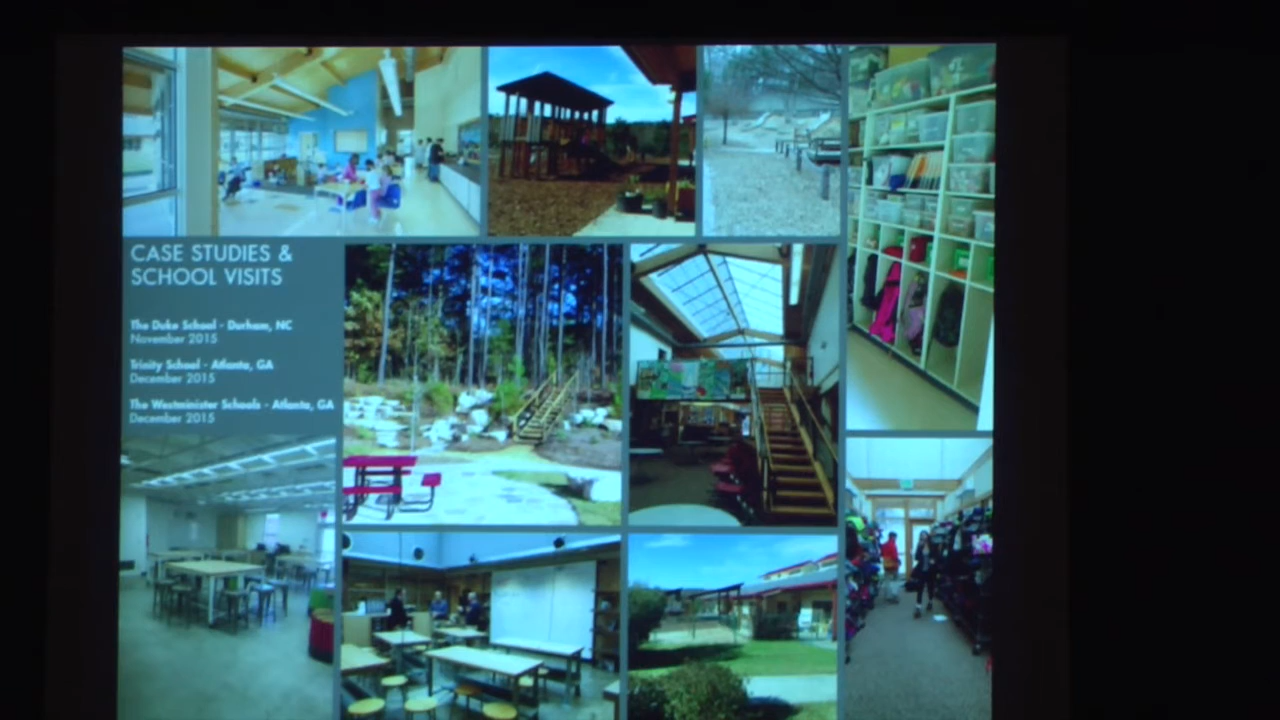 CASE STUDIES &
SCHOOL VISITS
The Duke School - Durham, NC
November 2015
Trinity School - Atlanta, GA
December 2015
The Westminister Schools - Atlanta, GA
December 2015